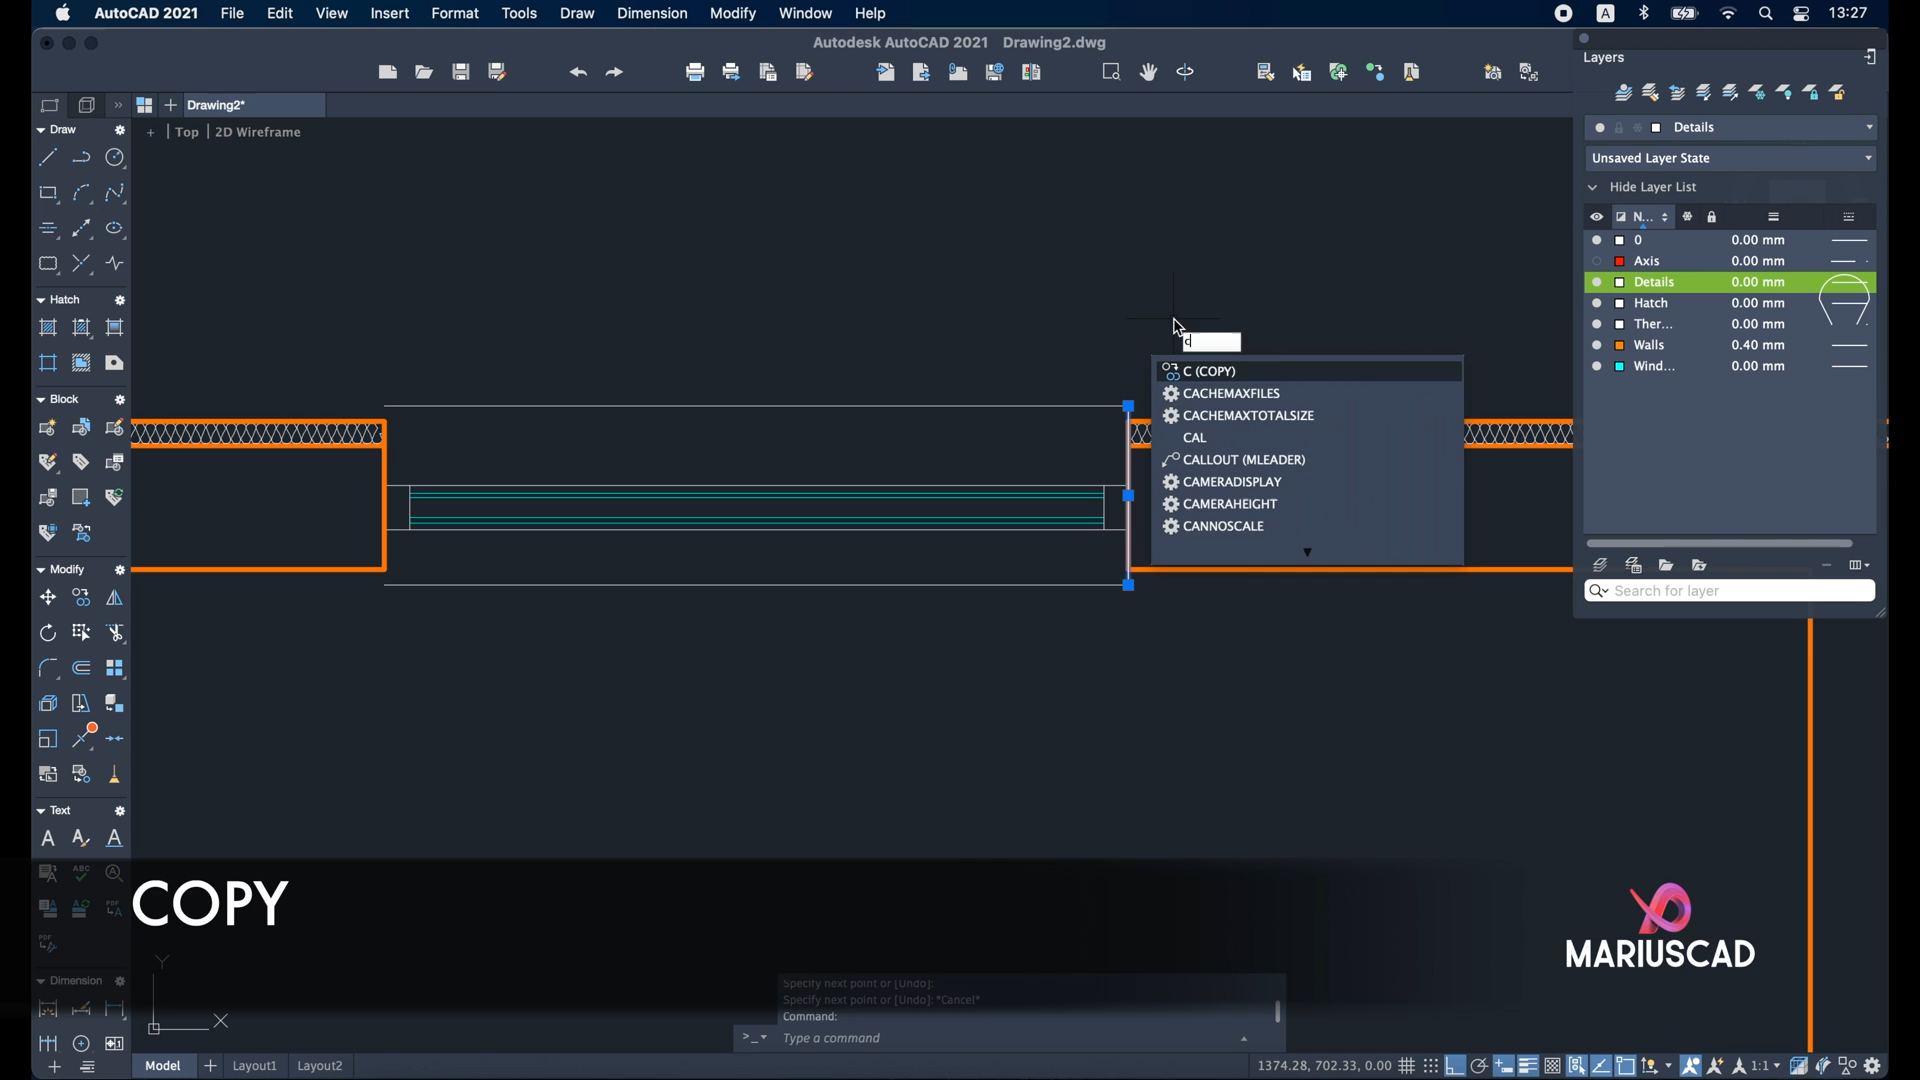 AutoCAD 2021 File Edit View Insert Format Tools Draw Dimension Modify Window Help A 13:27
Autodesk AutoCAD 2021 Drawing2.dwg
Layers
Drawing2*
+ | Top | 2D Wireframe
Draw
Hatch
Block
Modify
Text
Dimension
Details
Unsaved Layer State
Hide Layer List
N...
0 0.00 mm
Axis 0.00 mm
Details 0.00 mm
Hatch 0.00 mm
Ther... 0.00 mm
Walls 0.40 mm
Wind... 0.00 mm
Search for layer
c
C (COPY)
CACHEMAXFILES
CACHEMAXTOTALSIZE
CAL
CALLOUT (MLEADER)
CAMERADISPLAY
CAMERAHEIGHT
CANNOSCALE
COPY
MARIUSCAD
Y
X
Specify next point or [Undo]:
Specify next point or [Undo]: *Cancel*
Command:
>_ Type a command
Model + Layout1 Layout2
1374.28, 702.33, 0.00 1:1